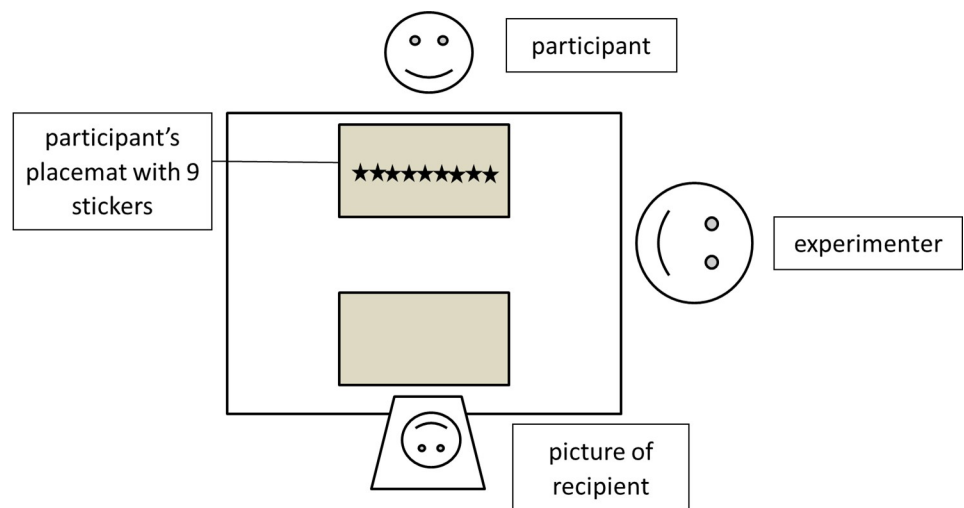 participant
participant’s
placemat with 9
stickers
experimenter
picture of
recipient